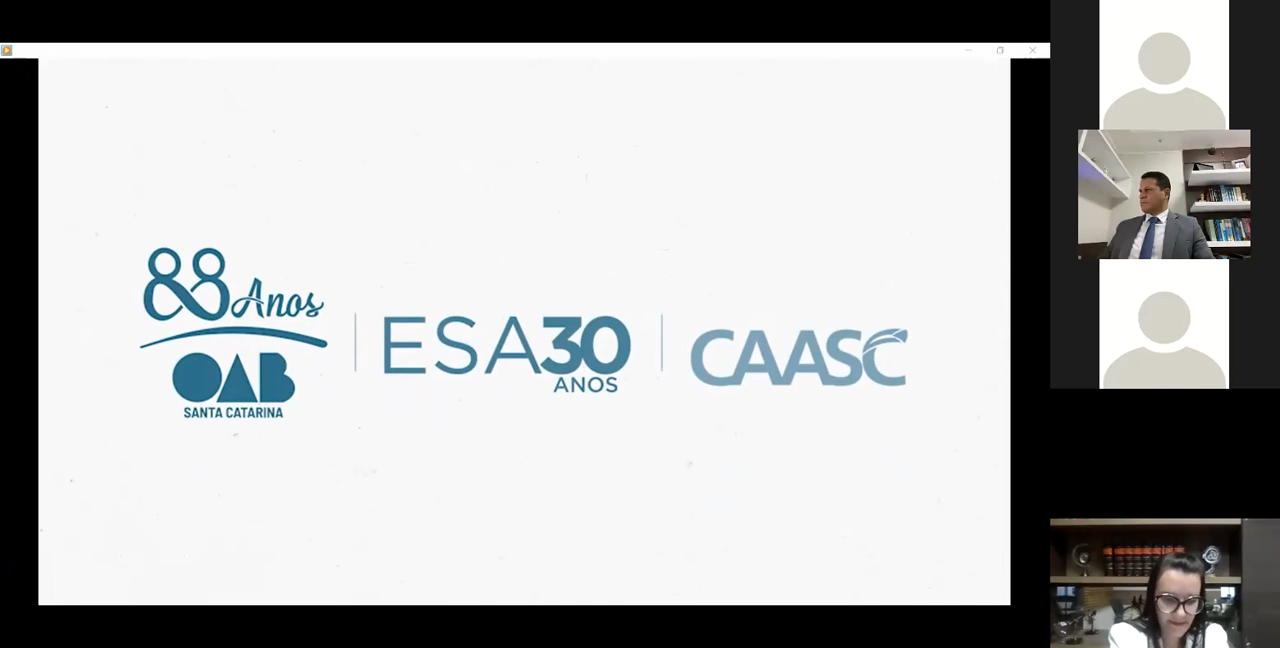 88 Anos
OAB
SANTA CATARINA
ESA30
ANOS
CAASC